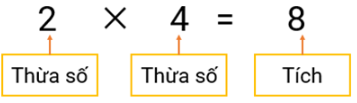 2 × 4 = 8
Thừa số Thừa số Tích